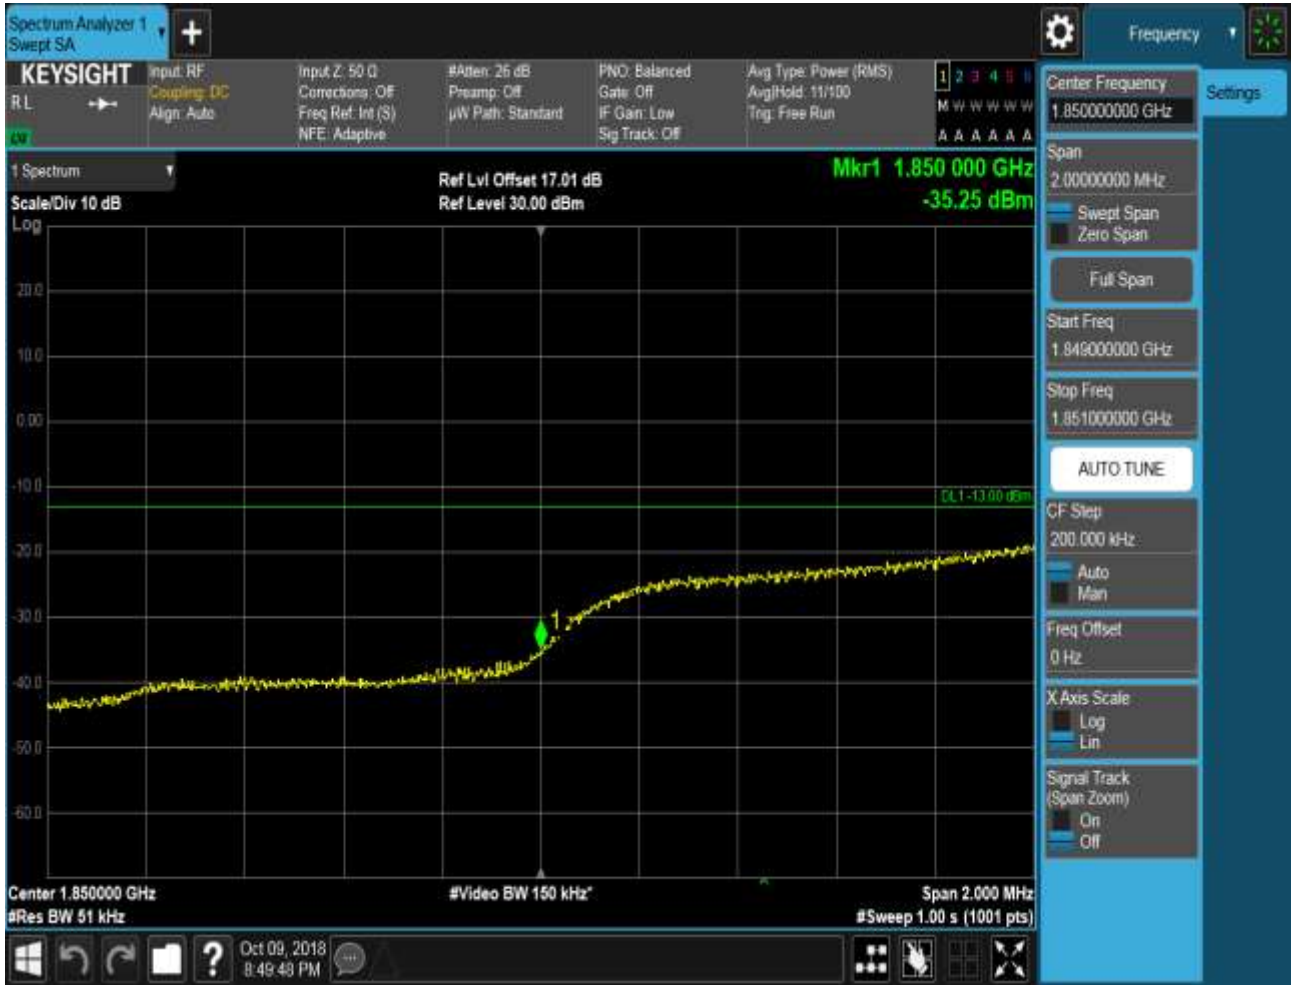 Spectrum Analyzer 1
Swept SA
+
Frequency
KEYSIGHT
R L
Input: RF
Coupling: DC
Align: Auto
Input Z: 50 Ω
Corrections: Off
Freq Ref: Int (S)
NFE: Adaptive
#Atten: 26 dB
Preamp: Off
µW Path: Standard
PNO: Balanced
Gate: Off
IF Gain: Low
Sig Track: Off
Avg Type: Power (RMS)
Avg|Hold: 11/100
Trig: Free Run
1 2 3 4 5 6
M W W W W W
A A A A A A
1 Spectrum
Scale/Div 10 dB
Log
Ref Lvl Offset 17.01 dB
Ref Level 30.00 dBm
Mkr1 1.850 000 GHz
-35.25 dBm
20.0
10.0
0.00
-10.0
-20.0
-30.0
-40.0
-50.0
-60.0
DL1 -13.00 dBm
1
Center 1.850000 GHz
#Res BW 51 kHz
#Video BW 150 kHz*
Span 2.000 MHz
#Sweep 1.00 s (1001 pts)
Center Frequency
1.850000000 GHz
Settings
Span
2.00000000 MHz
Swept Span
Zero Span
Full Span
Start Freq
1.849000000 GHz
Stop Freq
1.851000000 GHz
AUTO TUNE
CF Step
200.000 kHz
Auto
Man
Freq Offset
0 Hz
X Axis Scale
Log
Lin
Signal Track
(Span Zoom)
On
Off
?
Oct 09, 2018
8:49:48 PM